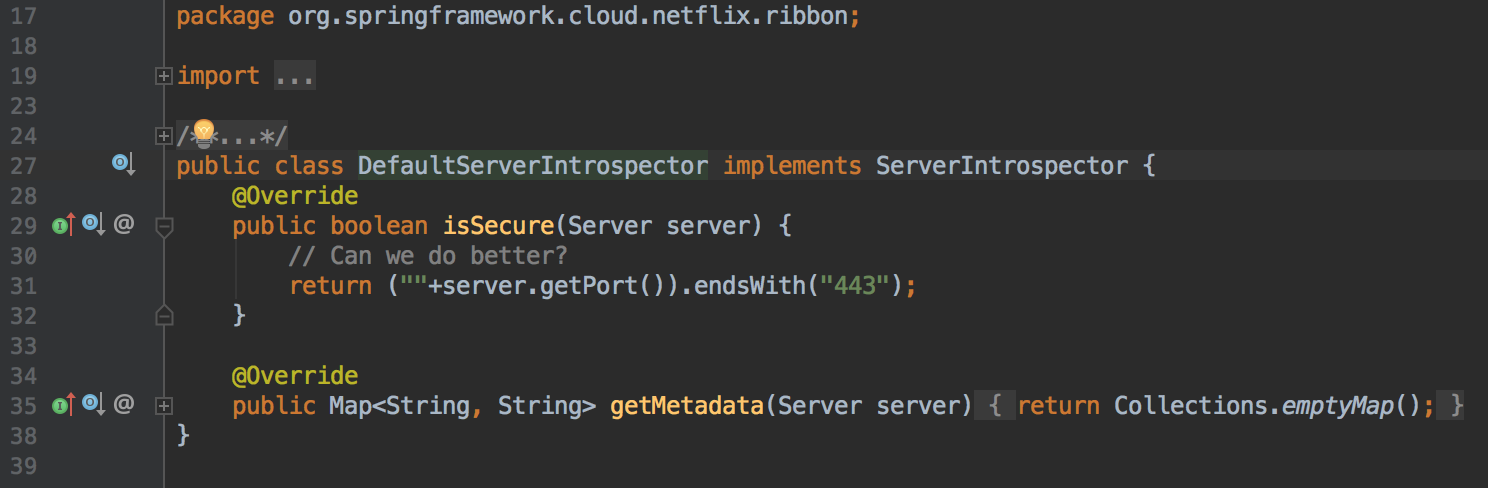 17 package org.springframework.cloud.netflix.ribbon;
18
19 import ...
23
24 /**...*/
27 public class DefaultServerIntrospector implements ServerIntrospector {
28 @Override
29 @ public boolean isSecure(Server server) {
30 // Can we do better?
31 return (""+server.getPort()).endsWith("443");
32 }
33
34 @Override
35 @ public Map<String, String> getMetadata(Server server) { return Collections.emptyMap(); }
38 }
39